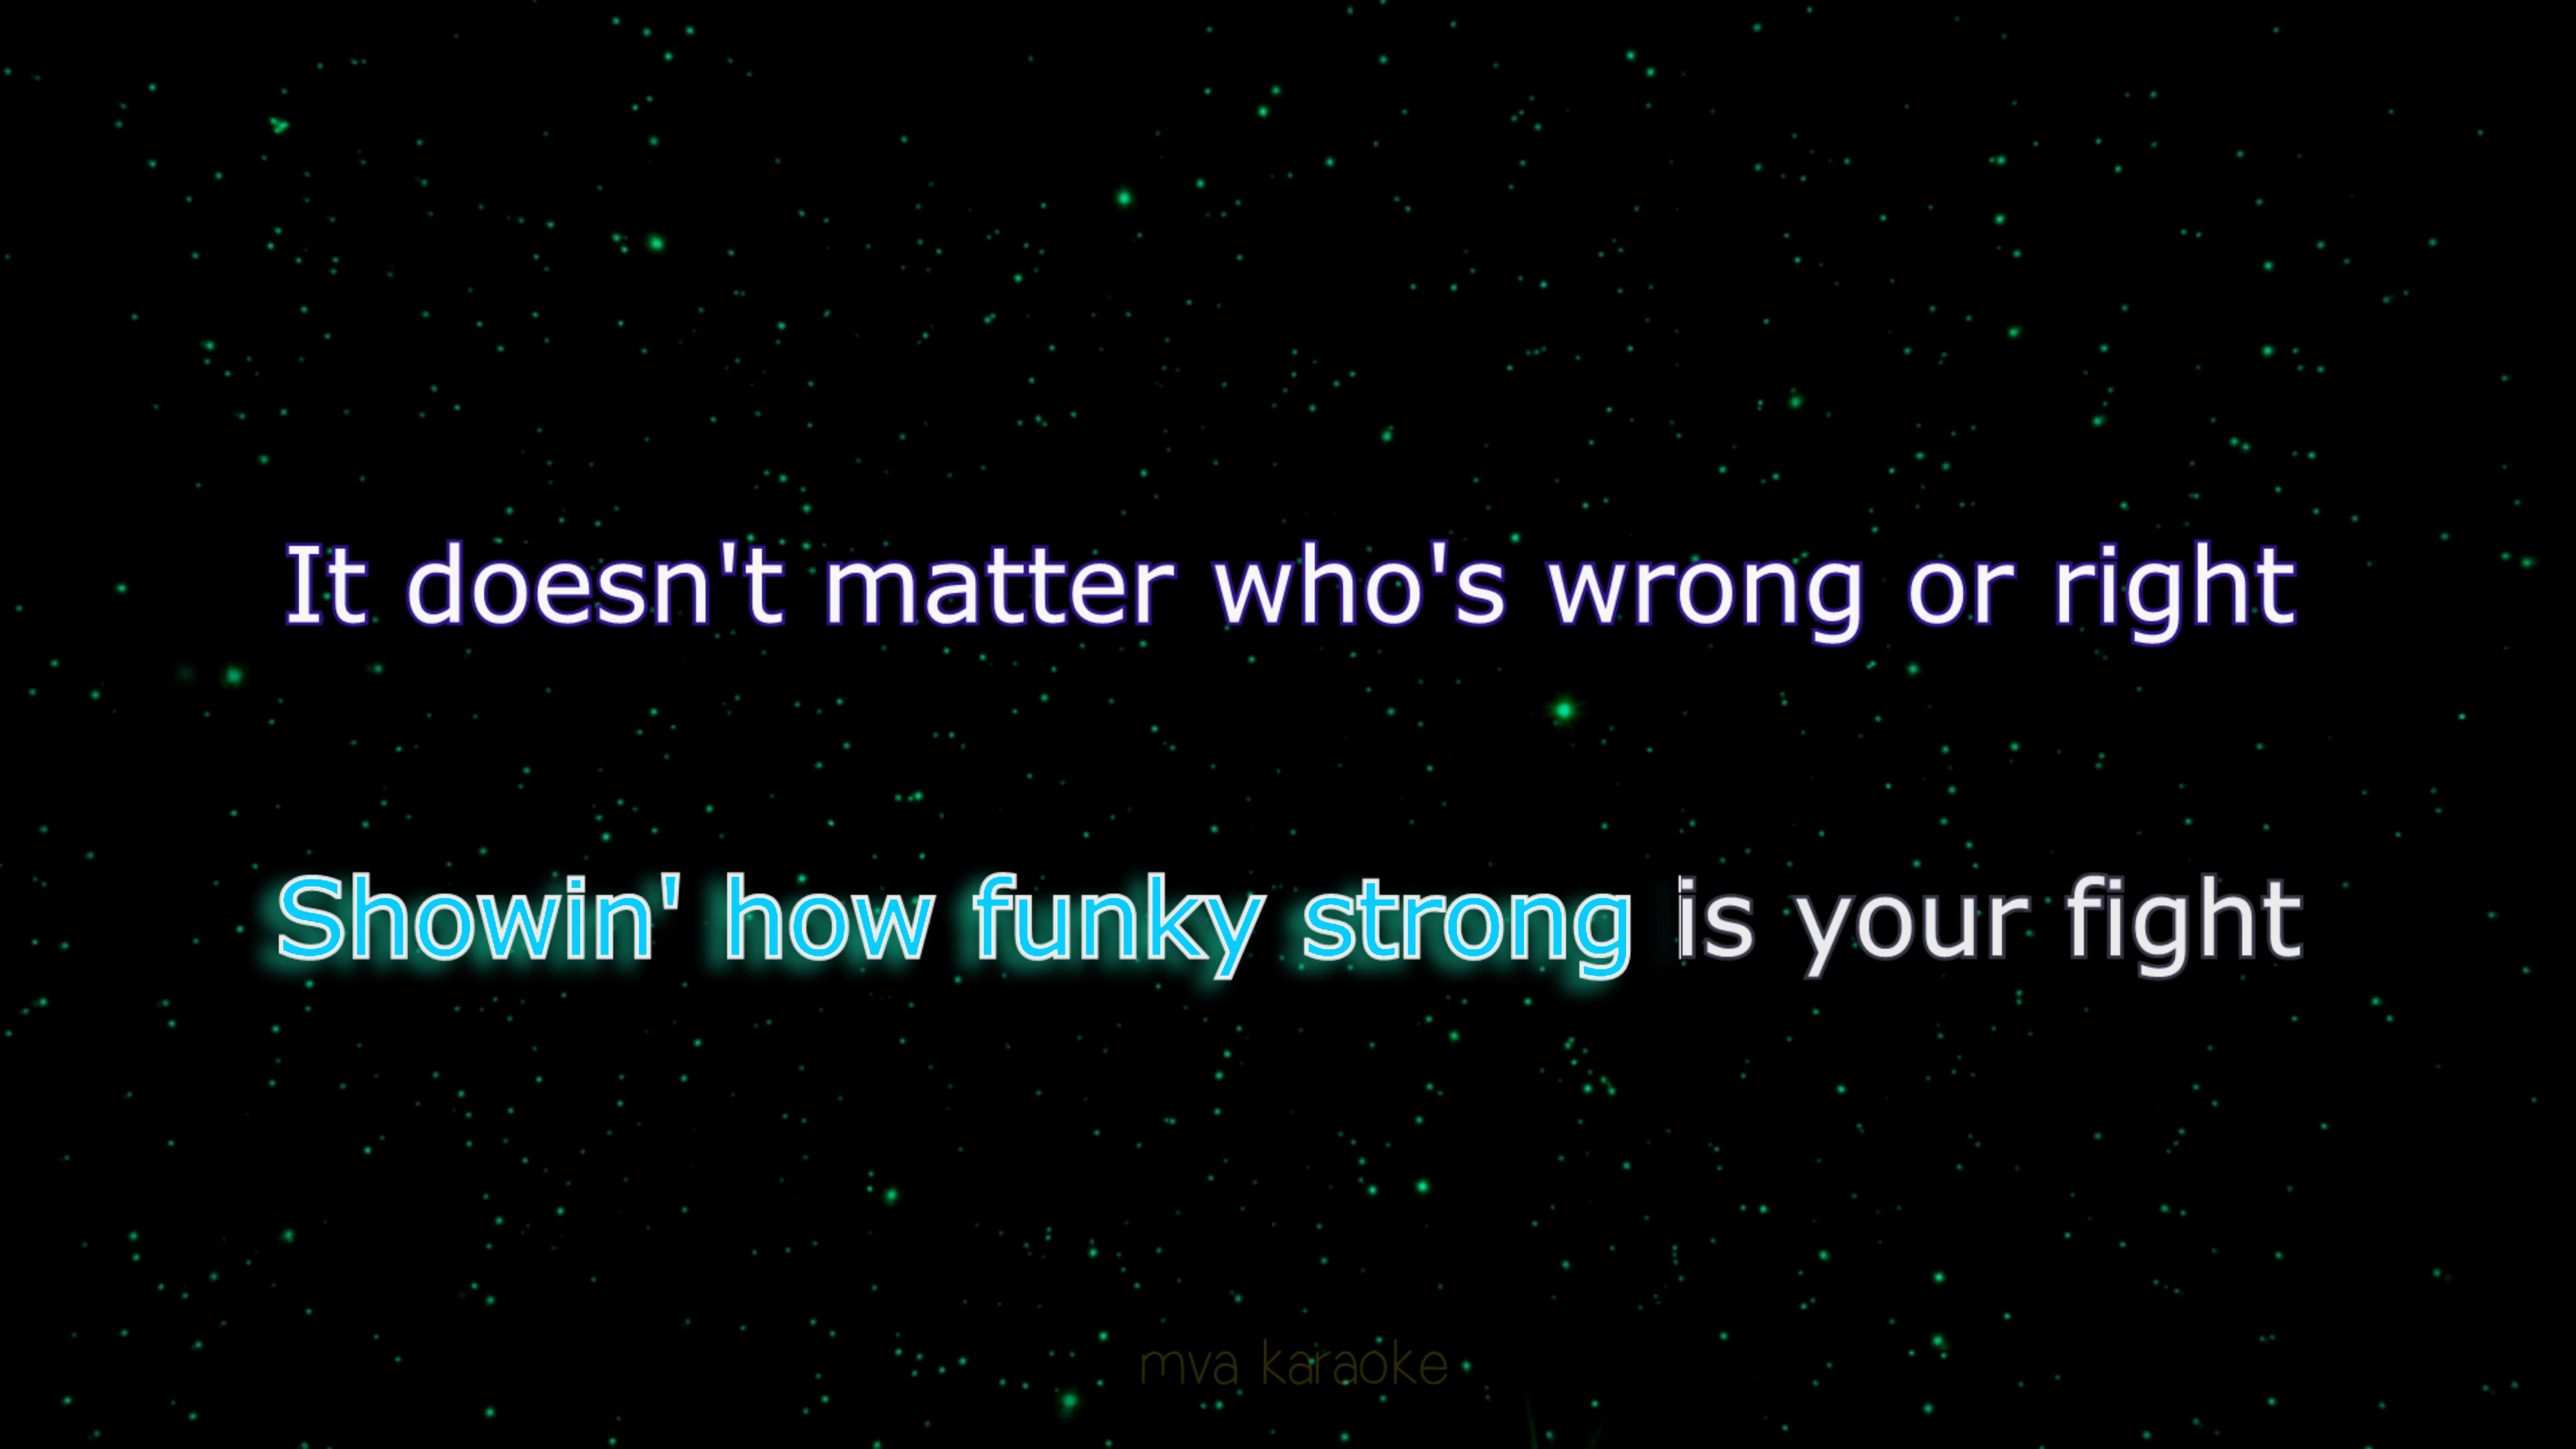 It doesn't matter who's wrong or right
Showin' how funky strong is your fight
mva karaoke